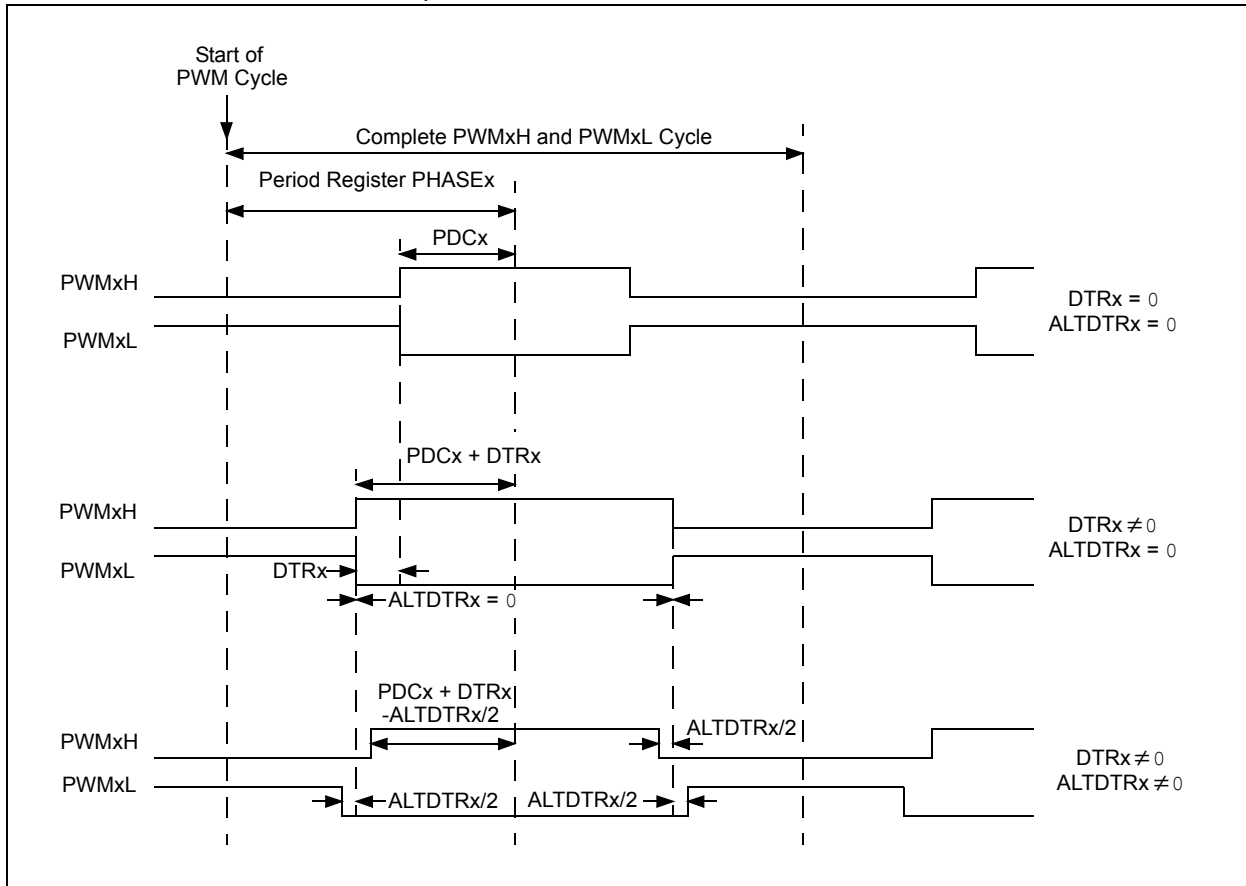 Start of
PWM Cycle
Complete PWMxH and PWMxL Cycle
Period Register PHASEx
PDCx
PWMxH
PWMxL
DTRx = 0
ALTDTRx = 0
PDCx + DTRx
PWMxH
PWMxL
DTRx
ALTDTRx = 0
DTRx ≠ 0
ALTDTRx = 0
PDCx + DTRx
-ALTDTRx/2
ALTDTRx/2
PWMxH
PWMxL
ALTDTRx/2
ALTDTRx/2
DTRx ≠ 0
ALTDTRx ≠ 0